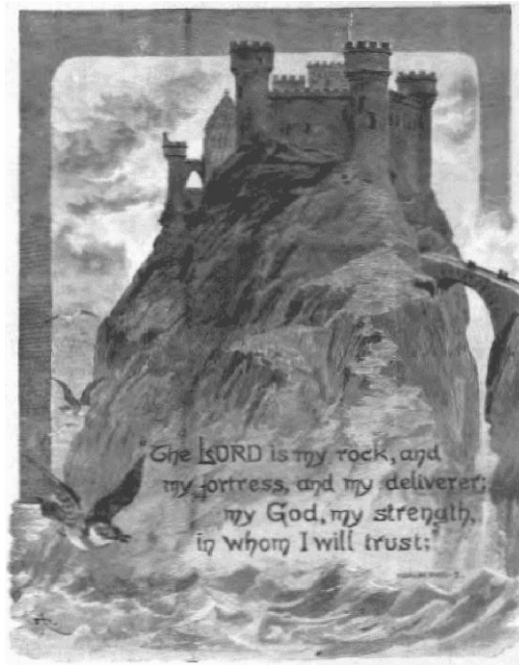 "The LORD is my rock, and
my fortress, and my deliverer;
my God, my strength,
in whom I will trust:"